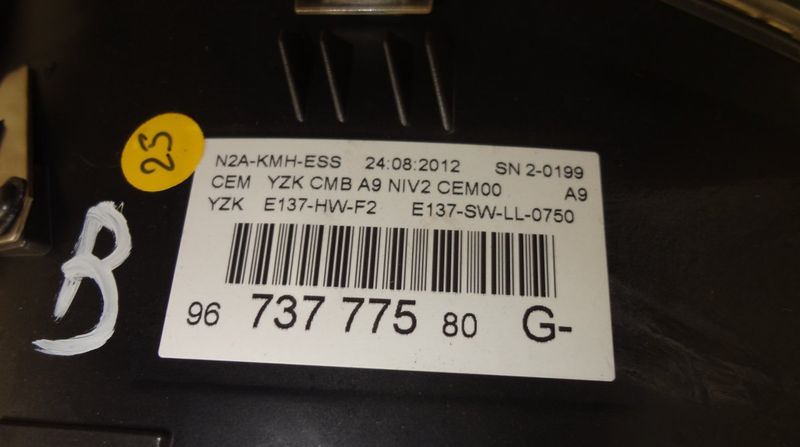 25
N2A-KMH-ESS 24:08:2012 SN 2-0199
CEM YZK CMB A9 NIV2 CEM00 A9
YZK E137-HW-F2 E137-SW-LL-0750
96 737 775 80 G-
B